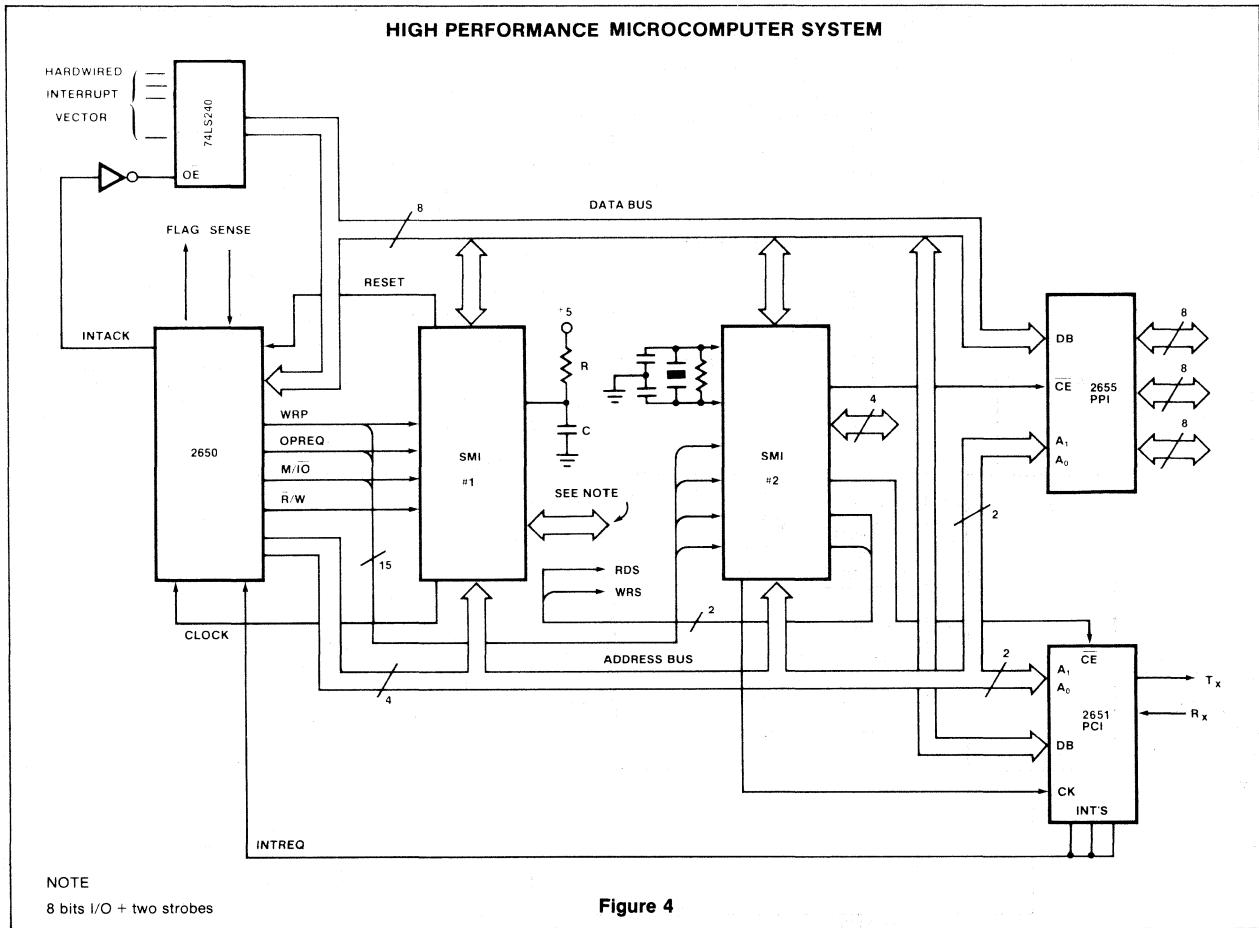 HIGH PERFORMANCE MICROCOMPUTER SYSTEM
HARDWIRED
INTERRUPT
VECTOR
74LS240
OE
DATA BUS
8
FLAG SENSE
RESET
INTACK
+5
R
C
2650
WRP
OPREQ
M/I̅O̅
R̅/W
SMI
#1
SEE NOTE
15
RDS
WRS
2
CLOCK
SMI
#2
4
DB
C̅E̅
2655
PPI
A₁
A₀
8
8
8
2
ADDRESS BUS
4
2
C̅E̅
A₁
A₀
2651
PCI
DB
CK
INT'S
Tₓ
Rₓ
INTREQ
NOTE
8 bits I/O + two strobes
Figure 4